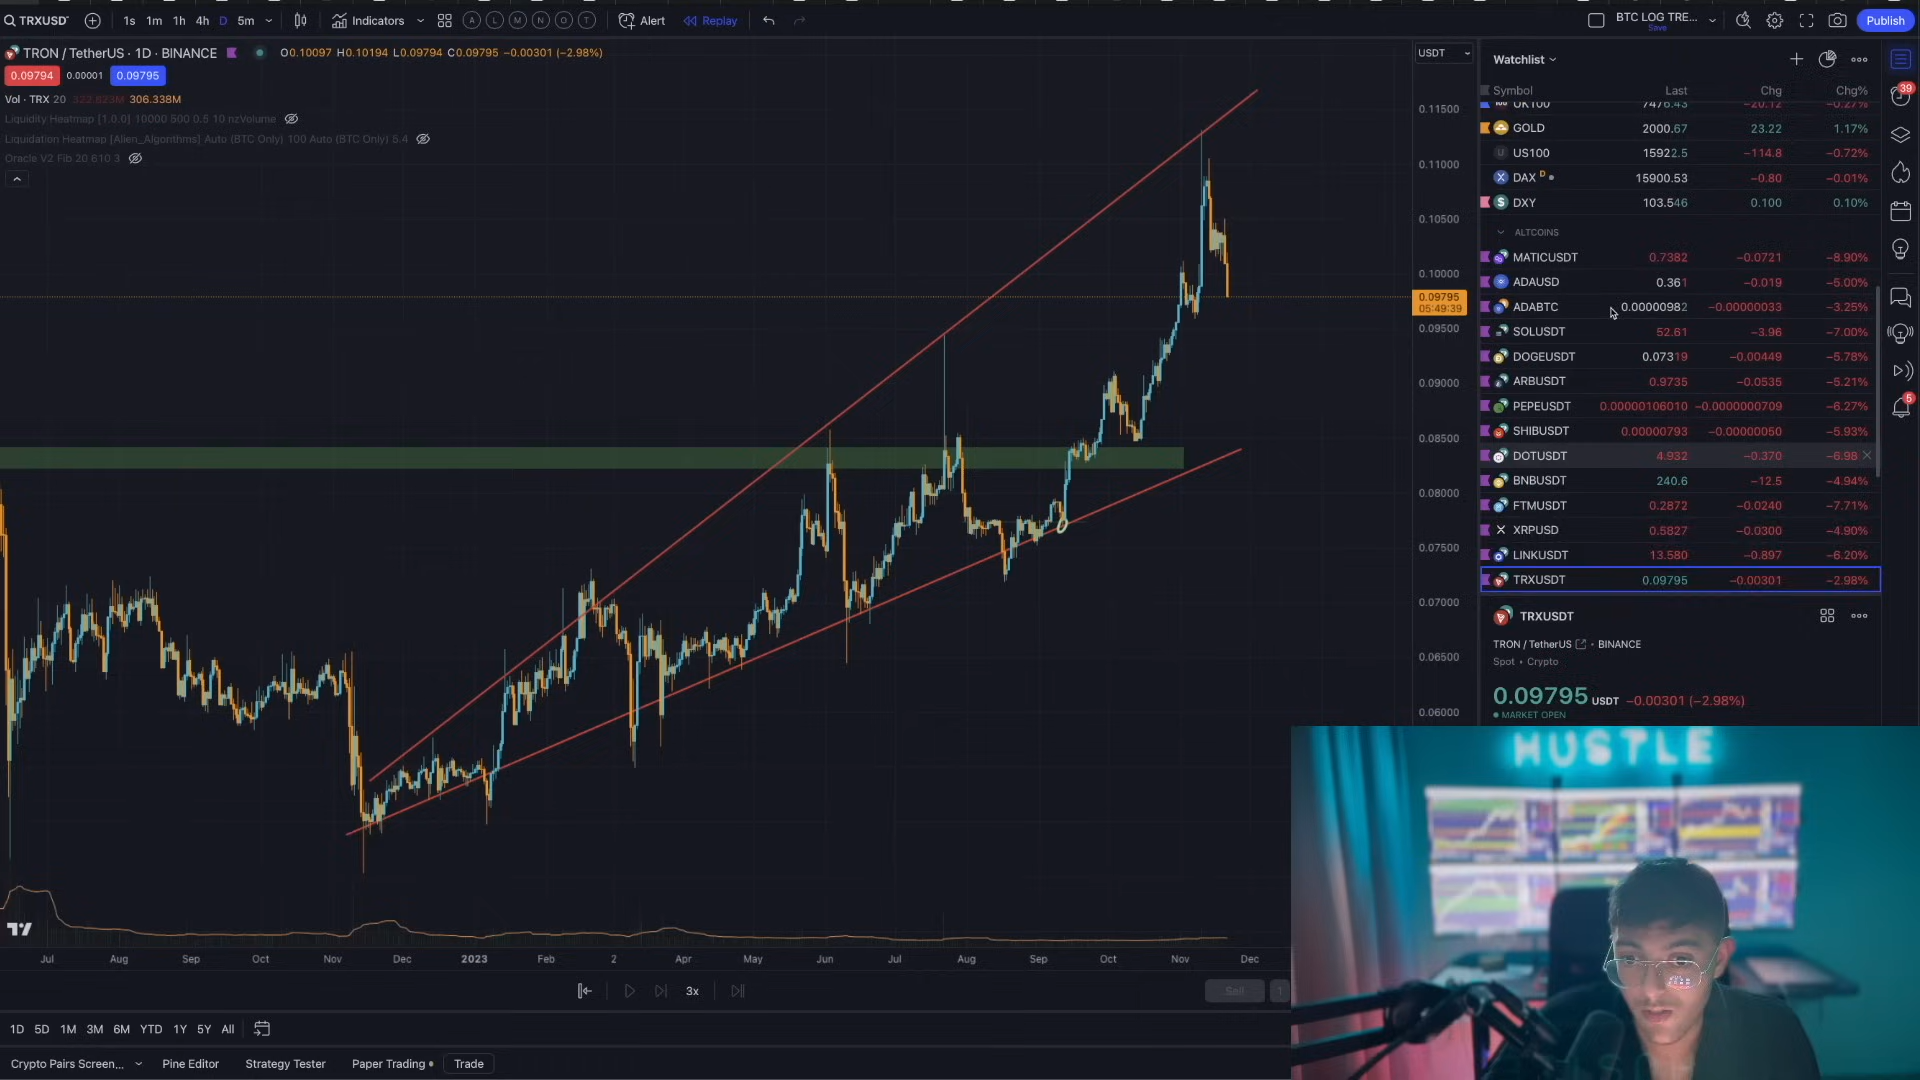 TRXUSD 1s 1m 1h 4h D 5m Indicators A L M N O T Alert Replay BTC LOG TRE... Save Publish
TRON / TetherUS · 1D · BINANCE O0.10097 H0.10194 L0.09794 C0.09795 −0.00301 (−2.98%)
0.09794 0.00001 0.09795
Vol · TRX 20 322.623M 306.338M
Liquidity Heatmap [1.0.0] 10000 500 0.5 10 nzVolume
Liquidation Heatmap [Alien_Algorithms] Auto (BTC Only) 100 Auto (BTC Only) 5 4
Oracle V2 Fib 20 610 3
USDT
0.11500
0.11000
0.10500
0.10000
0.09795
05:49:39
0.09500
0.09000
0.08500
0.08000
0.07500
0.07000
0.06500
0.06000
Jul Aug Sep Oct Nov Dec 2023 Feb 2 Apr May Jun Jul Aug Sep Oct Nov Dec
3x Sell 1
1D 5D 1M 3M 6M YTD 1Y 5Y All
Crypto Pairs Screen... Pine Editor Strategy Tester Paper Trading Trade
Watchlist
39
5
Symbol Last Chg Chg%
UK100 7476.43 −20.12 −0.27%
GOLD 2000.67 23.22 1.17%
US100 15922.5 −114.8 −0.72%
DAX D 15900.53 −0.80 −0.01%
DXY 103.546 0.100 0.10%
ALTCOINS
MATICUSDT 0.7382 −0.0721 −8.90%
ADAUSD 0.361 −0.019 −5.00%
ADABTC 0.00000982 −0.00000033 −3.25%
SOLUSDT 52.61 −3.96 −7.00%
DOGEUSDT 0.07319 −0.00449 −5.78%
ARBUSDT 0.9735 −0.0535 −5.21%
PEPEUSDT 0.00000106010 −0.0000000709 −6.27%
SHIBUSDT 0.00000793 −0.00000050 −5.93%
DOTUSDT 4.932 −0.370 −6.98
BNBUSDT 240.6 −12.5 −4.94%
FTMUSDT 0.2872 −0.0240 −7.71%
XRPUSD 0.5827 −0.0300 −4.90%
LINKUSDT 13.580 −0.897 −6.20%
TRXUSDT 0.09795 −0.00301 −2.98%
TRXUSDT
TRON / TetherUS · BINANCE
Spot · Crypto
0.09795 USDT −0.00301 (−2.98%)
MARKET OPEN
HUSTLE